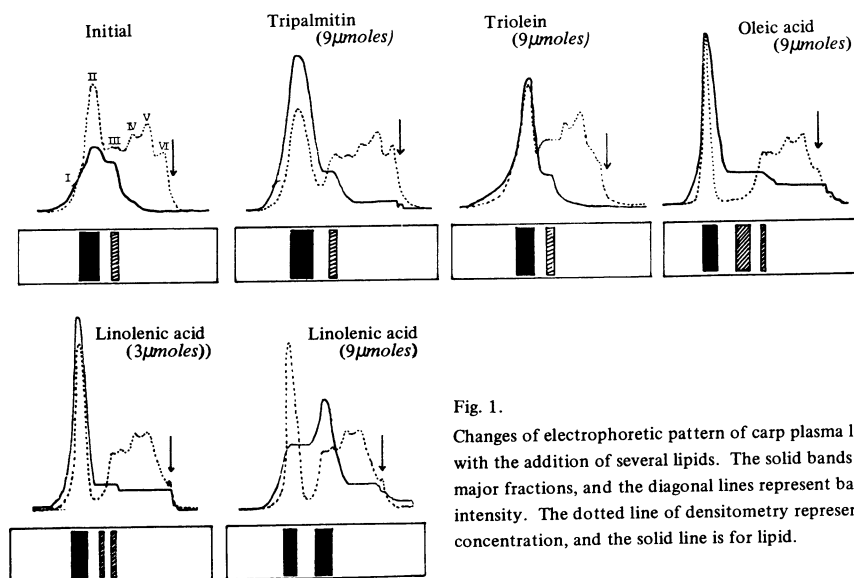 Initial
Tripalmitin
(9μmoles)
Triolein
(9μmoles)
Oleic acid
(9μmoles)
I
II
III
IV
V
VI
Linolenic acid
(3μmoles))
Linolenic acid
(9μmoles)
Fig. 1.
Changes of electrophoretic pattern of carp plasma
with the addition of several lipids. The solid bands
major fractions, and the diagonal lines represent
intensity. The dotted line of densitometry
concentration, and the solid line is for lipid.